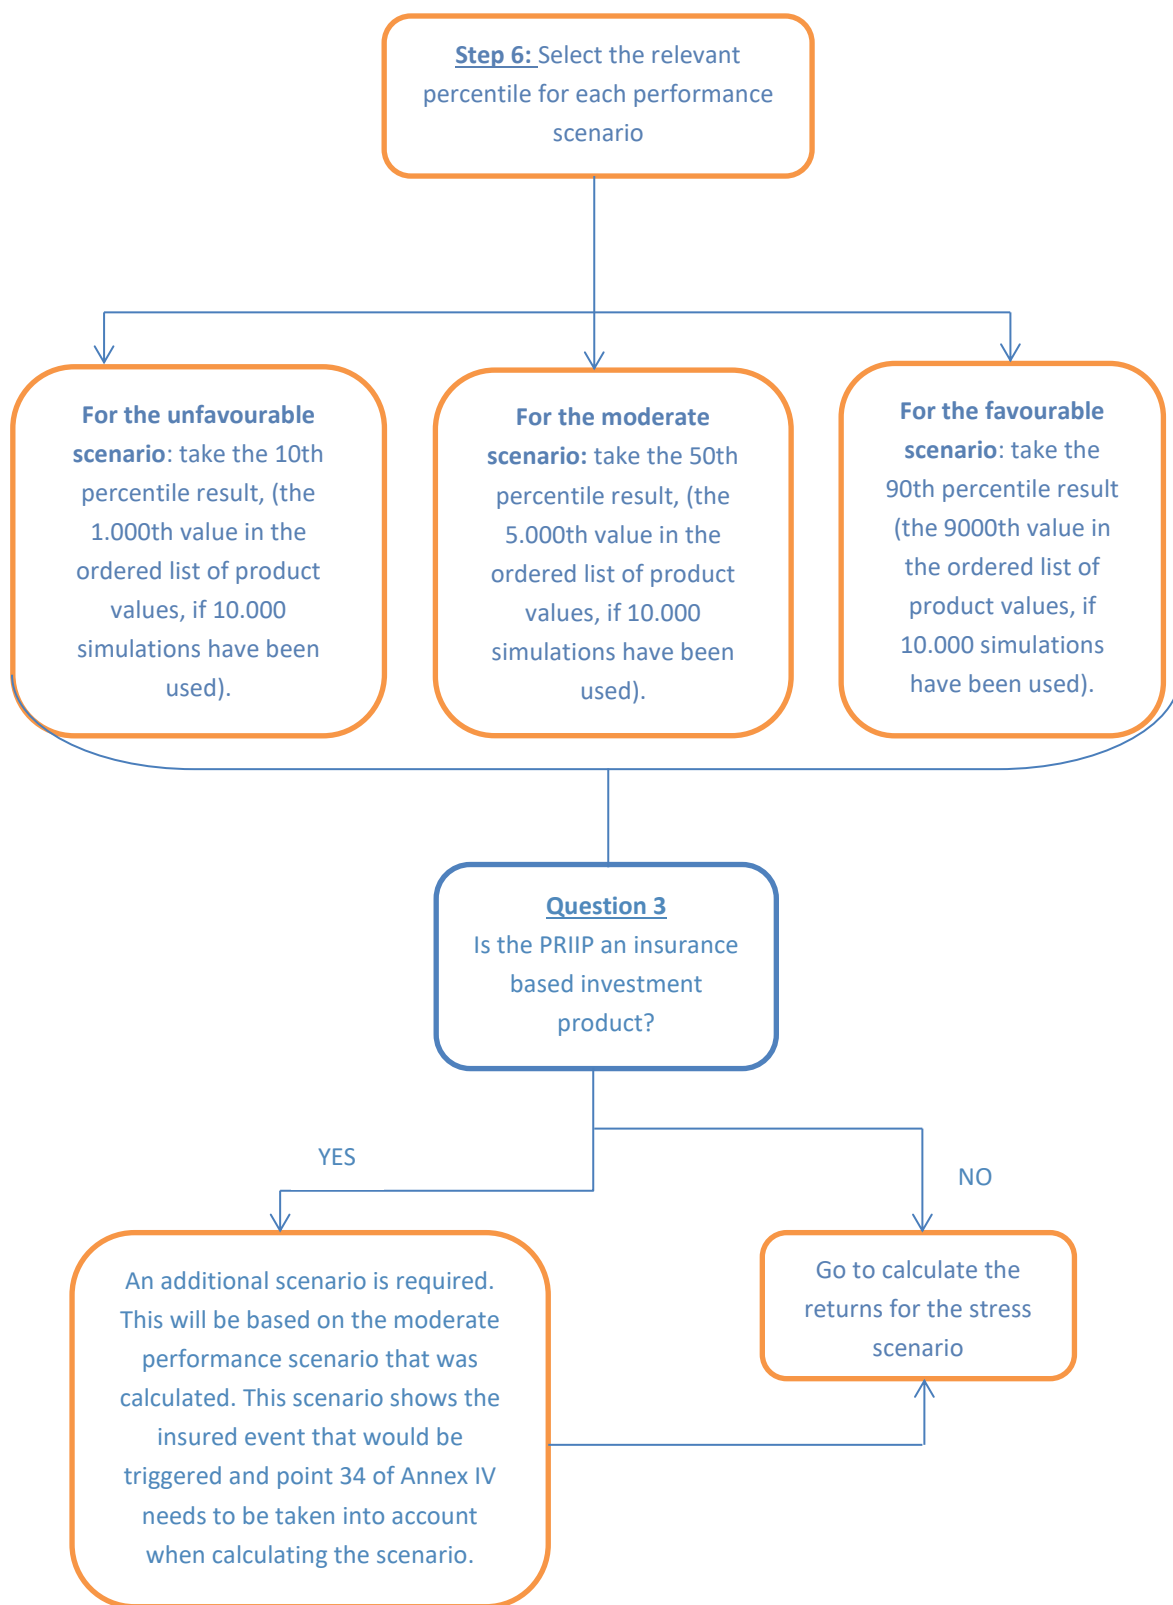 Step 6: Select the relevant
percentile for each performance
scenario
For the unfavourable
scenario: take the 10th
percentile result, (the
1.000th value in the
ordered list of product
values, if 10.000
simulations have been
used).
For the moderate
scenario: take the 50th
percentile result, (the
5.000th value in the
ordered list of product
values, if 10.000
simulations have been
used).
For the favourable
scenario: take the
90th percentile result
(the 9000th value in
the ordered list of
product values, if
10.000 simulations
have been used).
Question 3
Is the PRIIP an insurance
based investment
product?
YES
NO
An additional scenario is required.
This will be based on the moderate
performance scenario that was
calculated. This scenario shows the
insured event that would be
triggered and point 34 of Annex IV
needs to be taken into account
when calculating the scenario.
Go to calculate the
returns for the stress
scenario